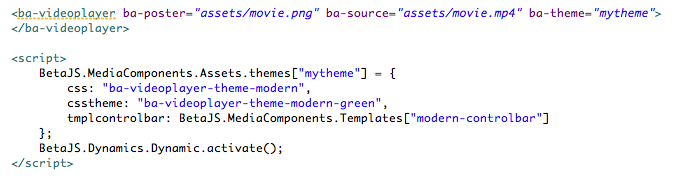 <ba-videoplayer ba-poster="assets/movie.png" ba-source="assets/movie.mp4" ba-theme="mytheme">
</ba-videoplayer>

<script>
    BetaJS.MediaComponents.Assets.themes["mytheme"] = {
        css: "ba-videoplayer-theme-modern",
        csstheme: "ba-videoplayer-theme-modern-green",
        tmplcontrolbar: BetaJS.MediaComponents.Templates["modern-controlbar"]
    };
    BetaJS.Dynamics.Dynamic.activate();
</script>